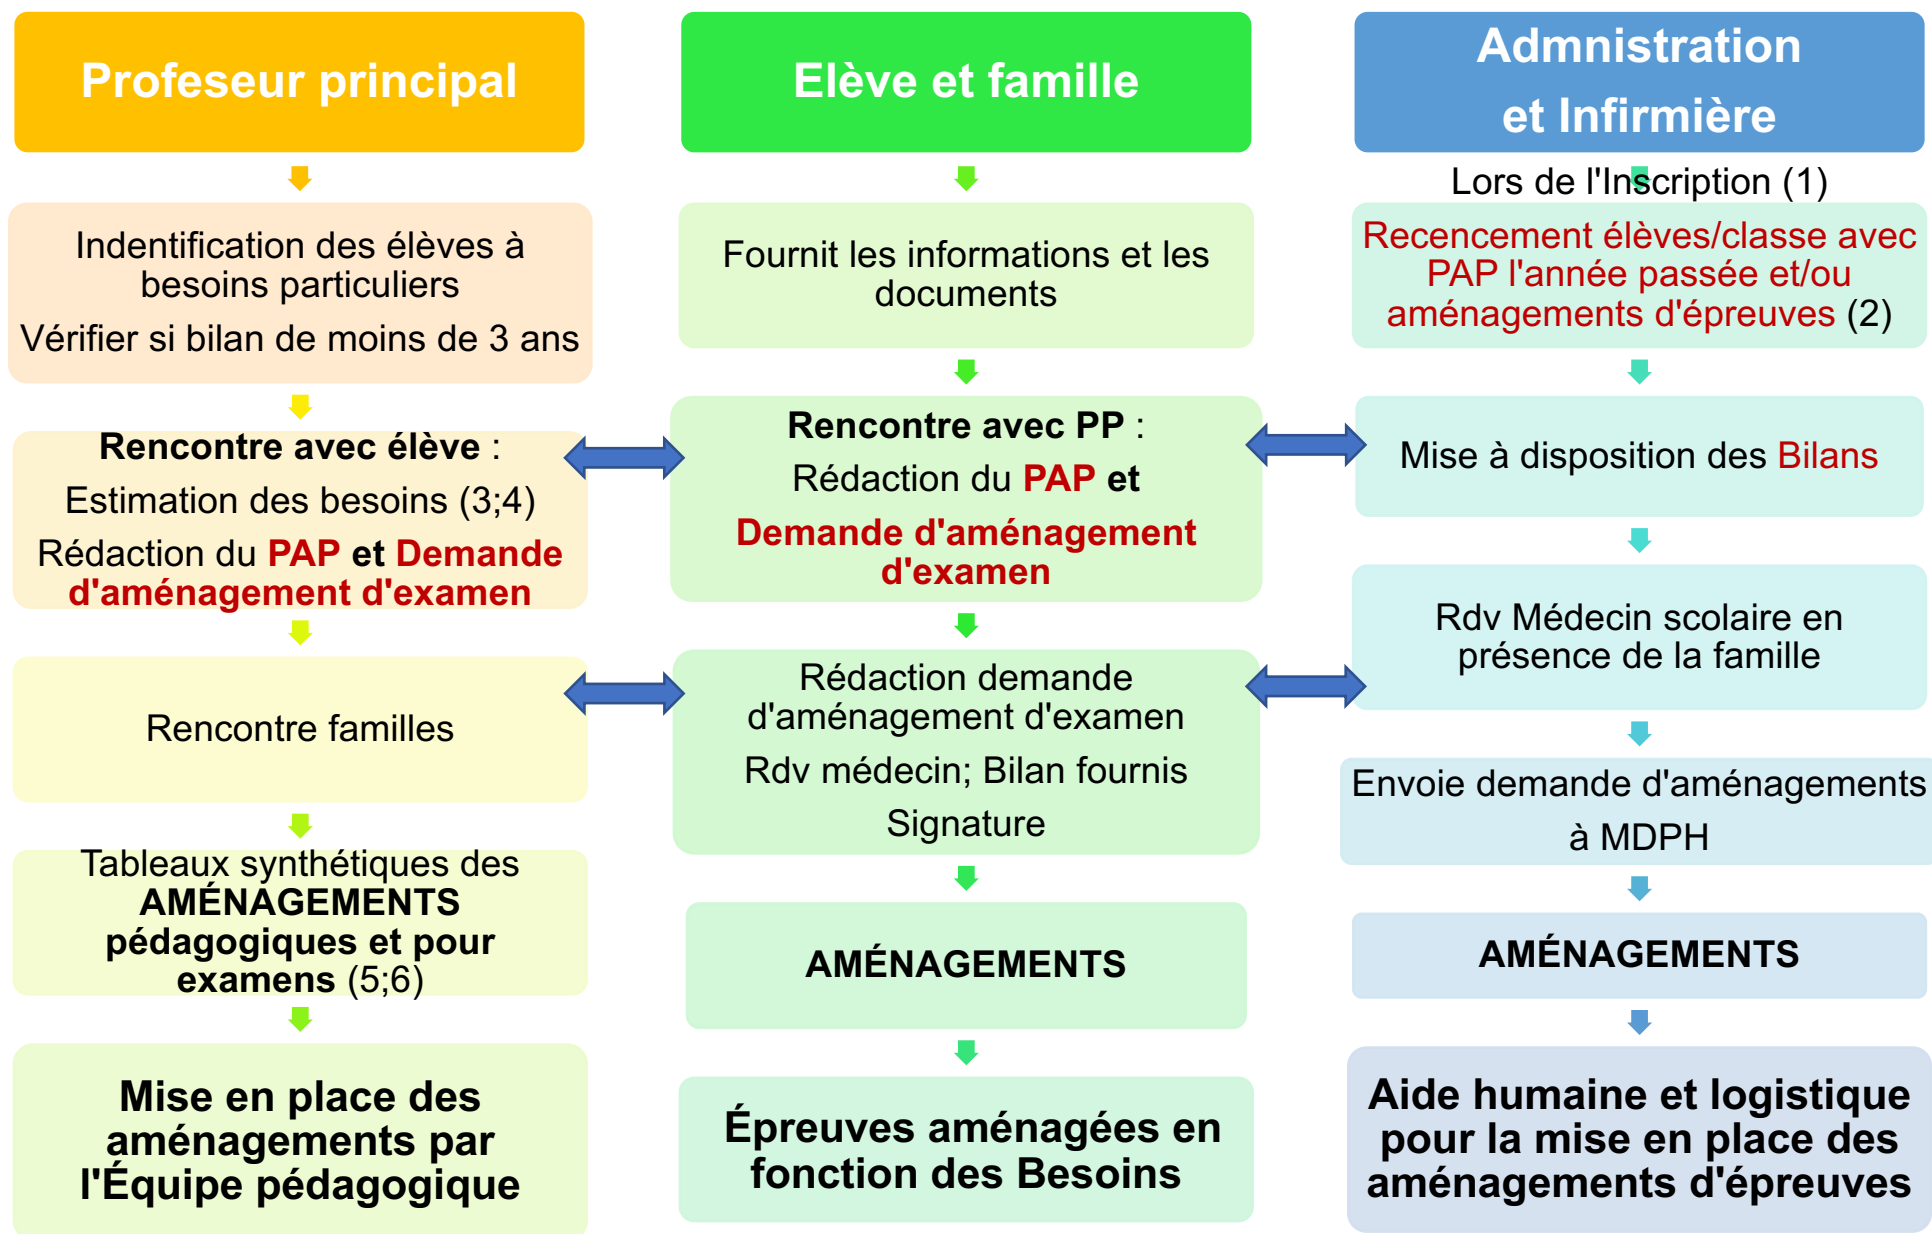 Profeseur principal
Indentification des élèves à
besoins particuliers
Vérifier si bilan de moins de 3 ans
Rencontre avec élève :
Estimation des besoins (3;4)
Rédaction du PAP et Demande
d'aménagement d'examen
Rencontre familles
Tableaux synthétiques des
AMÉNAGEMENTS
pédagogiques et pour
examens (5;6)
Mise en place des
aménagements par
l'Équipe pédagogique
Elève et famille
Fournit les informations et les
documents
Rencontre avec PP :
Rédaction du PAP et
Demande d'aménagement
d'examen
Rédaction demande
d'aménagement d'examen
Rdv médecin; Bilan fournis
Signature
AMÉNAGEMENTS
Épreuves aménagées en
fonction des Besoins
Admnistration
et Infirmière
Lors de l'Inscription (1)
Recencement élèves/classe avec
PAP l'année passée et/ou
aménagements d'épreuves (2)
Mise à disposition des Bilans
Rdv Médecin scolaire en
présence de la famille
Envoie demande d'aménagements
à MDPH
AMÉNAGEMENTS
Aide humaine et logistique
pour la mise en place des
aménagements d'épreuves